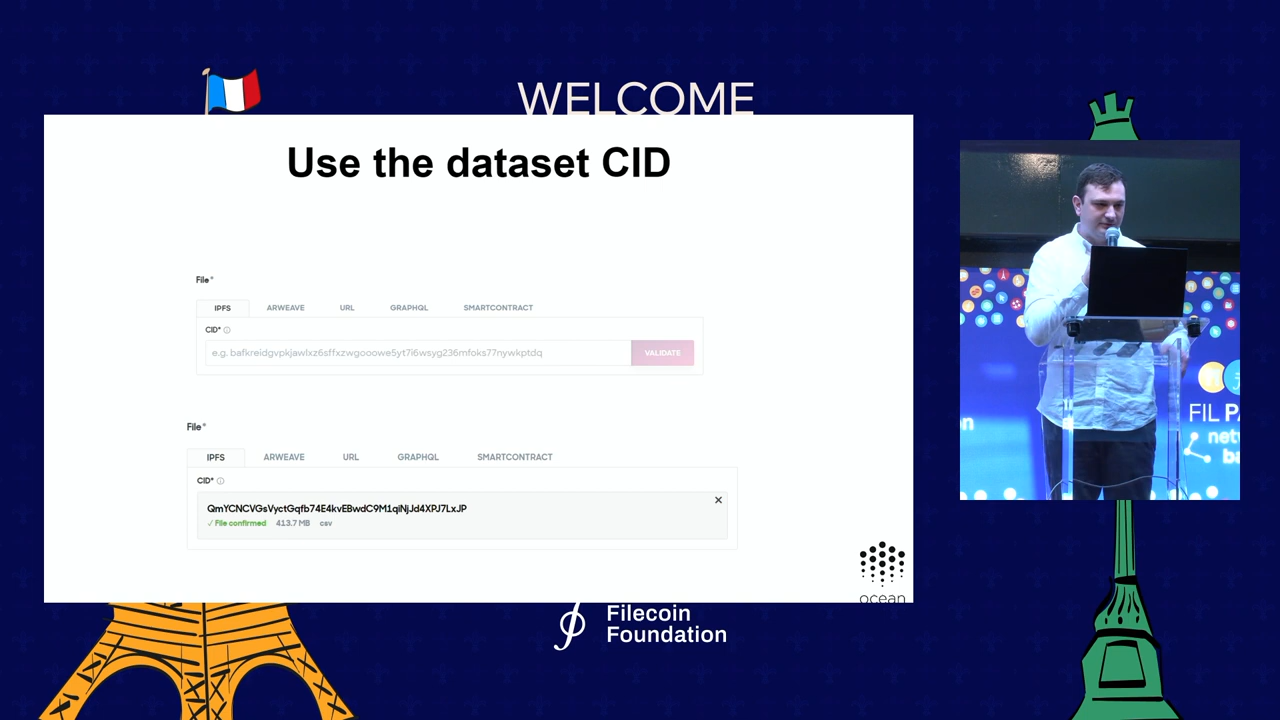 WELCOME
Use the dataset CID
File*
IPFS ARWEAVE URL GRAPHQL SMARTCONTRACT
CID*
e.g. bafkreidgvpkjawlxz6sffxzwgooowe5yt7i6wsyg236mfoks77nywkptdq
VALIDATE
File*
IPFS ARWEAVE URL GRAPHQL SMARTCONTRACT
CID*
QmYCNCVGsVyctGqfb74E4kvEBwdC9M1qiNjJd4XPJ7LxJP
✓ File confirmed 413.7 MB csv
ocean
Filecoin
Foundation
FIL